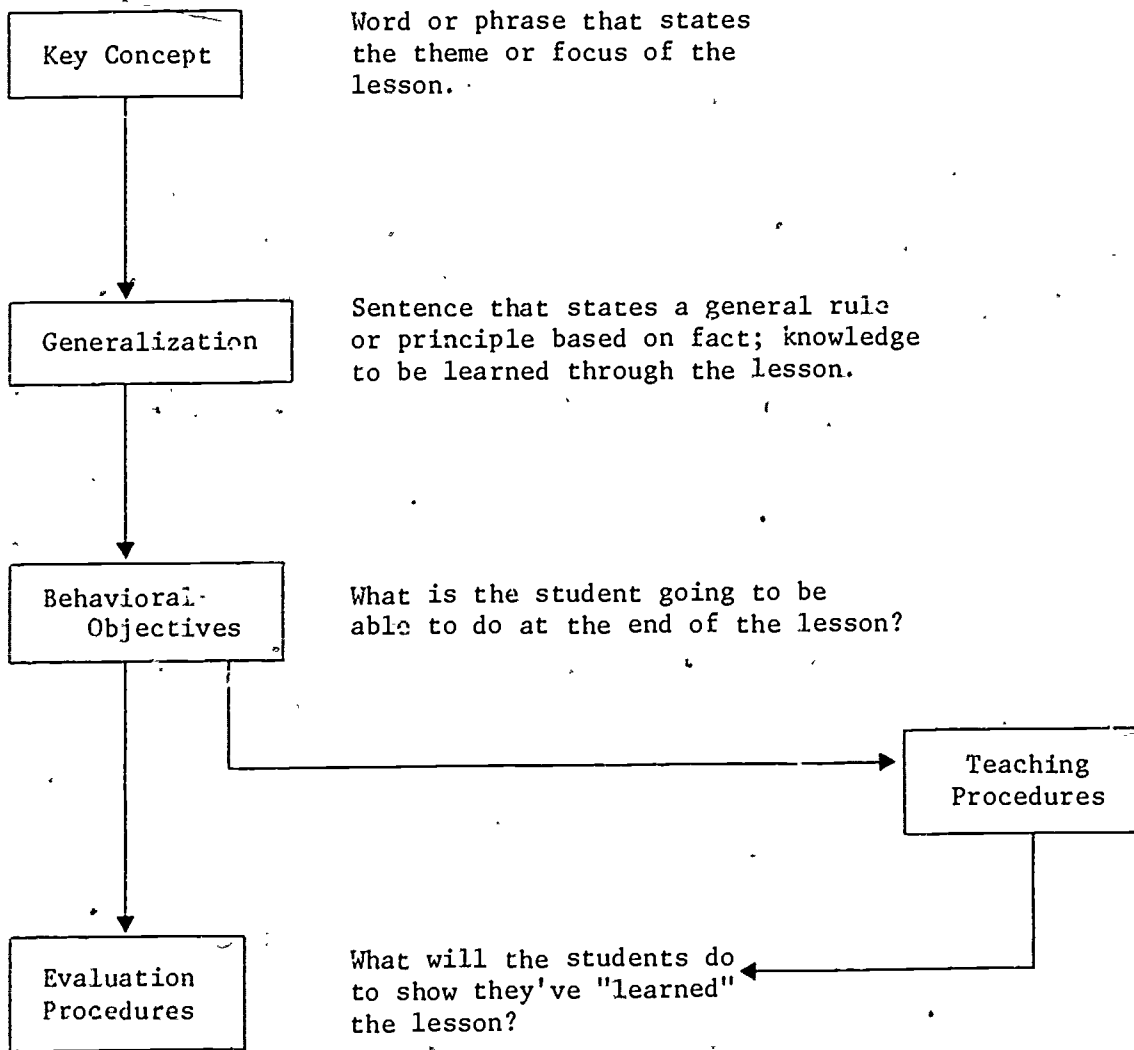 Key Concept
Word or phrase that states
the theme or focus of the
lesson.
Generalization
Sentence that states a general rule
or principle based on fact; knowledge
to be learned through the lesson.
Behavioral
Objectives
What is the student going to be
able to do at the end of the lesson?
Teaching
Procedures
Evaluation
Procedures
What will the students do
to show they've "learned"
the lesson?